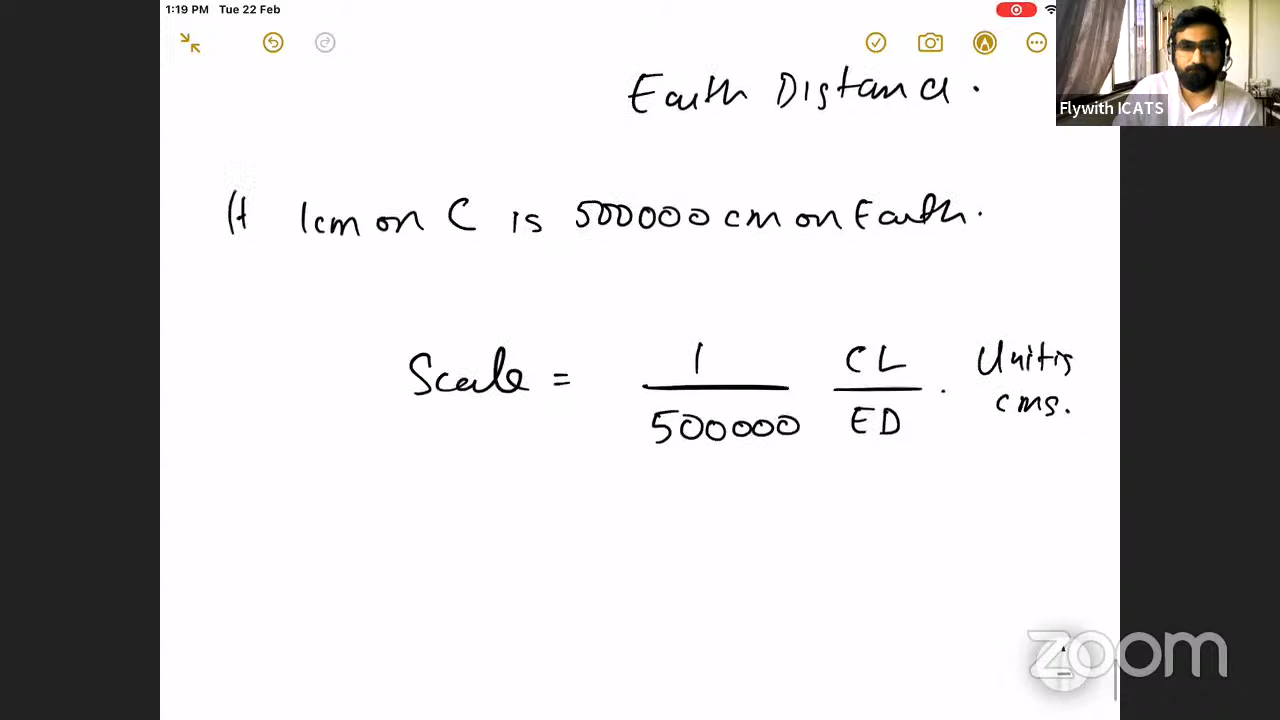 1:19 PM Tue 22 Feb
Earth Distance.
Flywith ICATS
If 1cm on C is 500000 cm on Earth.
Scale = 1 / 500000 CL / ED . Units cms.
zoom